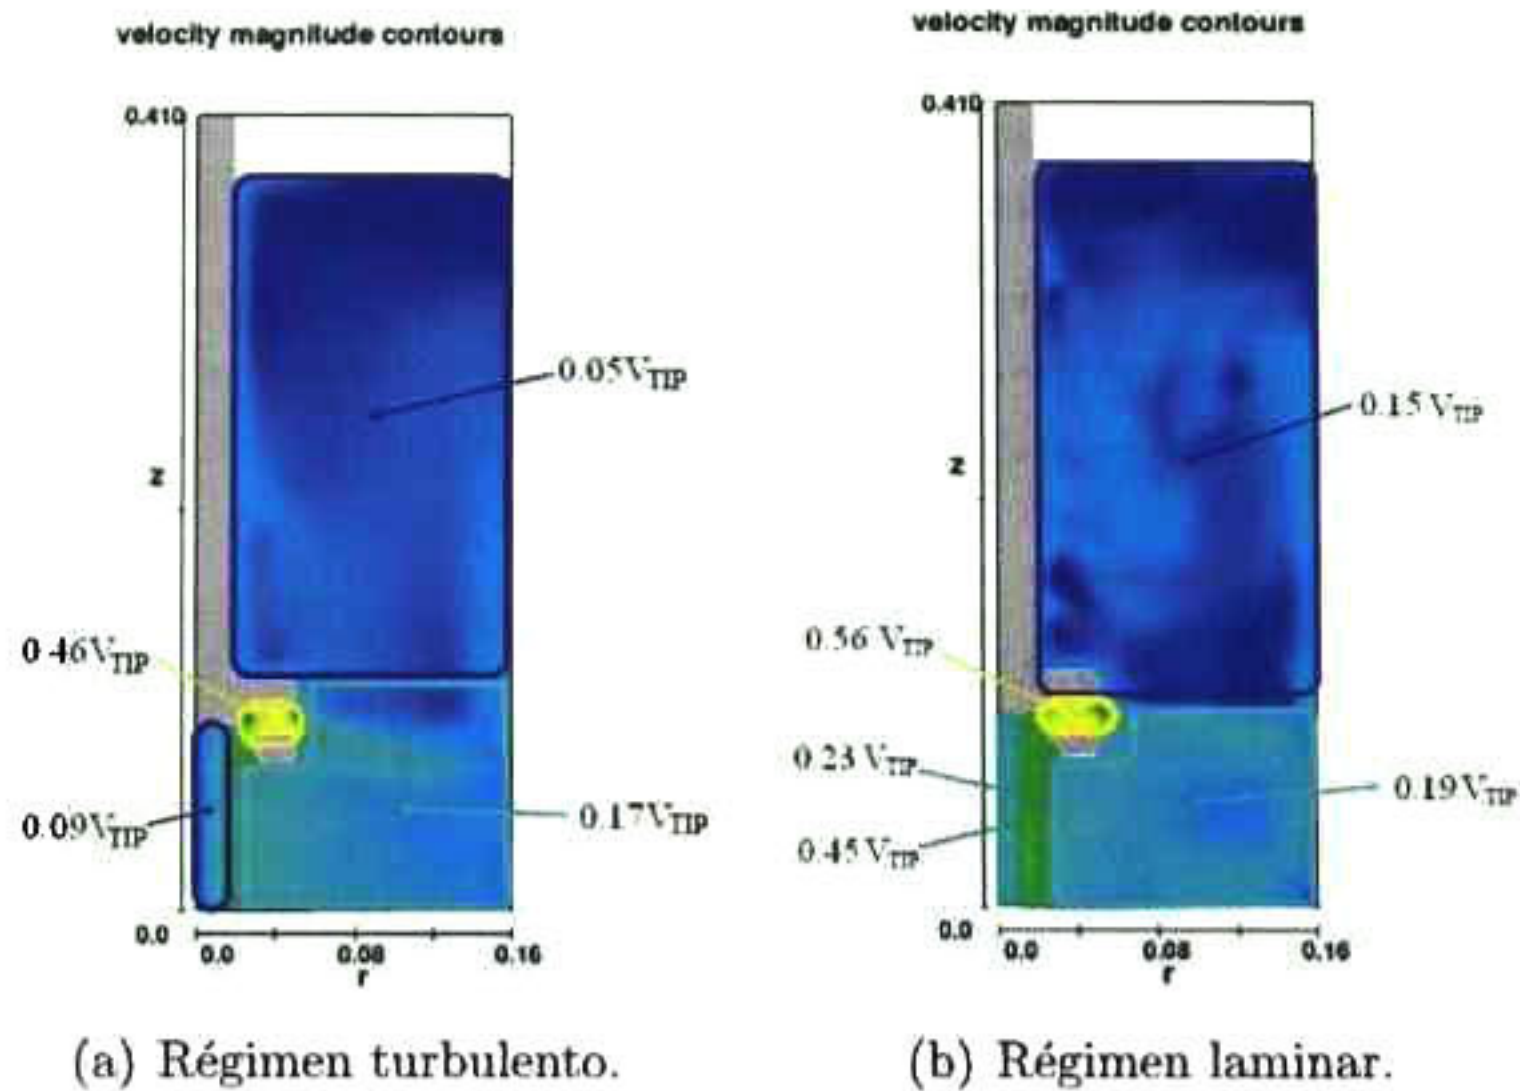 velocity magnitude contours
0.410
0.05V_TIP
z
0.46V_TIP
0.09V_TIP
0.17V_TIP
0.0
0.0 0.08 0.16
r
(a) Régimen turbulento.
velocity magnitude contours
0.410
0.15 V_TIP
z
0.56 V_TIP
0.23 V_TIP
0.19 V_TIP
0.45 V_TIP
0.0
0.0 0.08 0.16
r
(b) Régimen laminar.